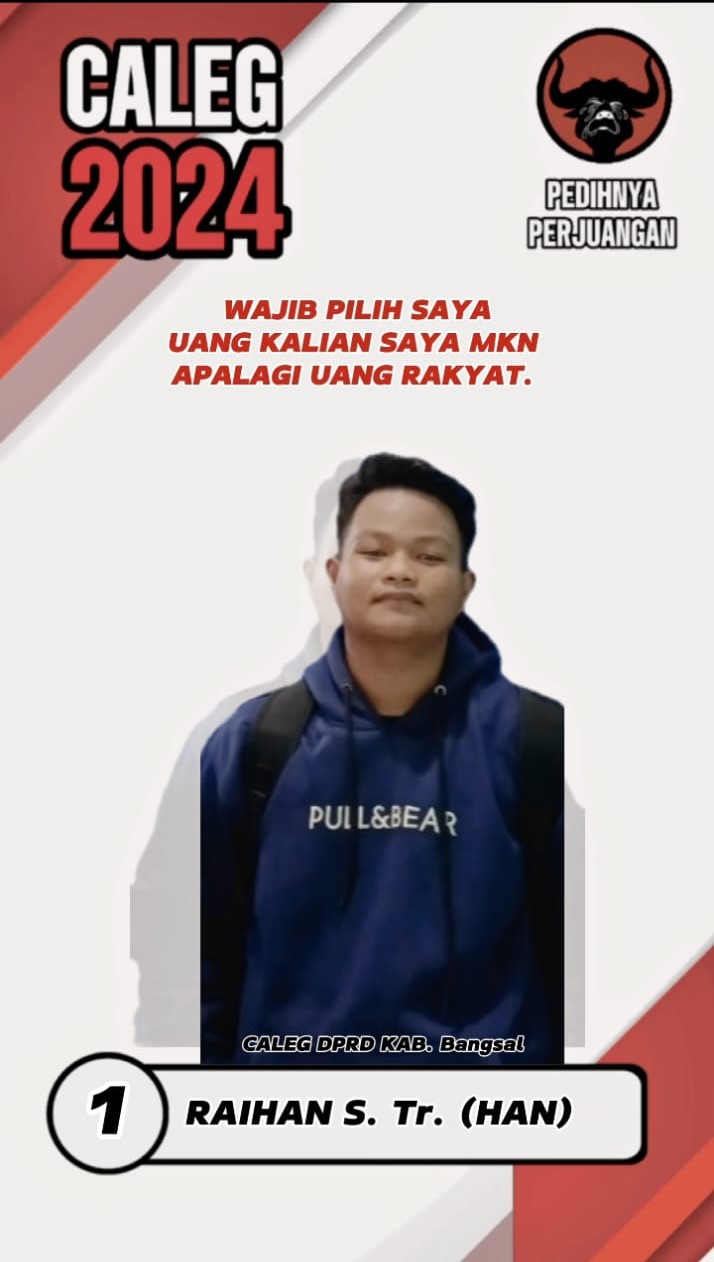 CALEG
2024
PEDIHNYA
PERJUANGAN
WAJIB PILIH SAYA
UANG KALIAN SAYA MKN
APALAGI UANG RAKYAT.
PULL&BEAR
CALEG DPRD KAB. Bangsal
1
RAIHAN S. Tr. (HAN)